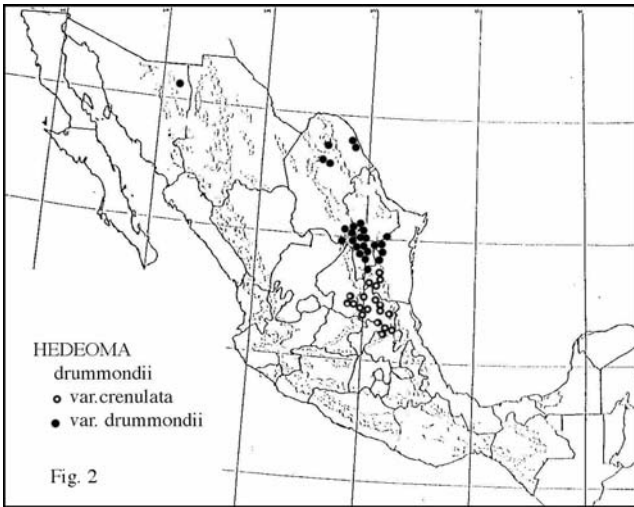 HEDEOMA
drummondii
var. crenulata
var. drummondii
Fig. 2